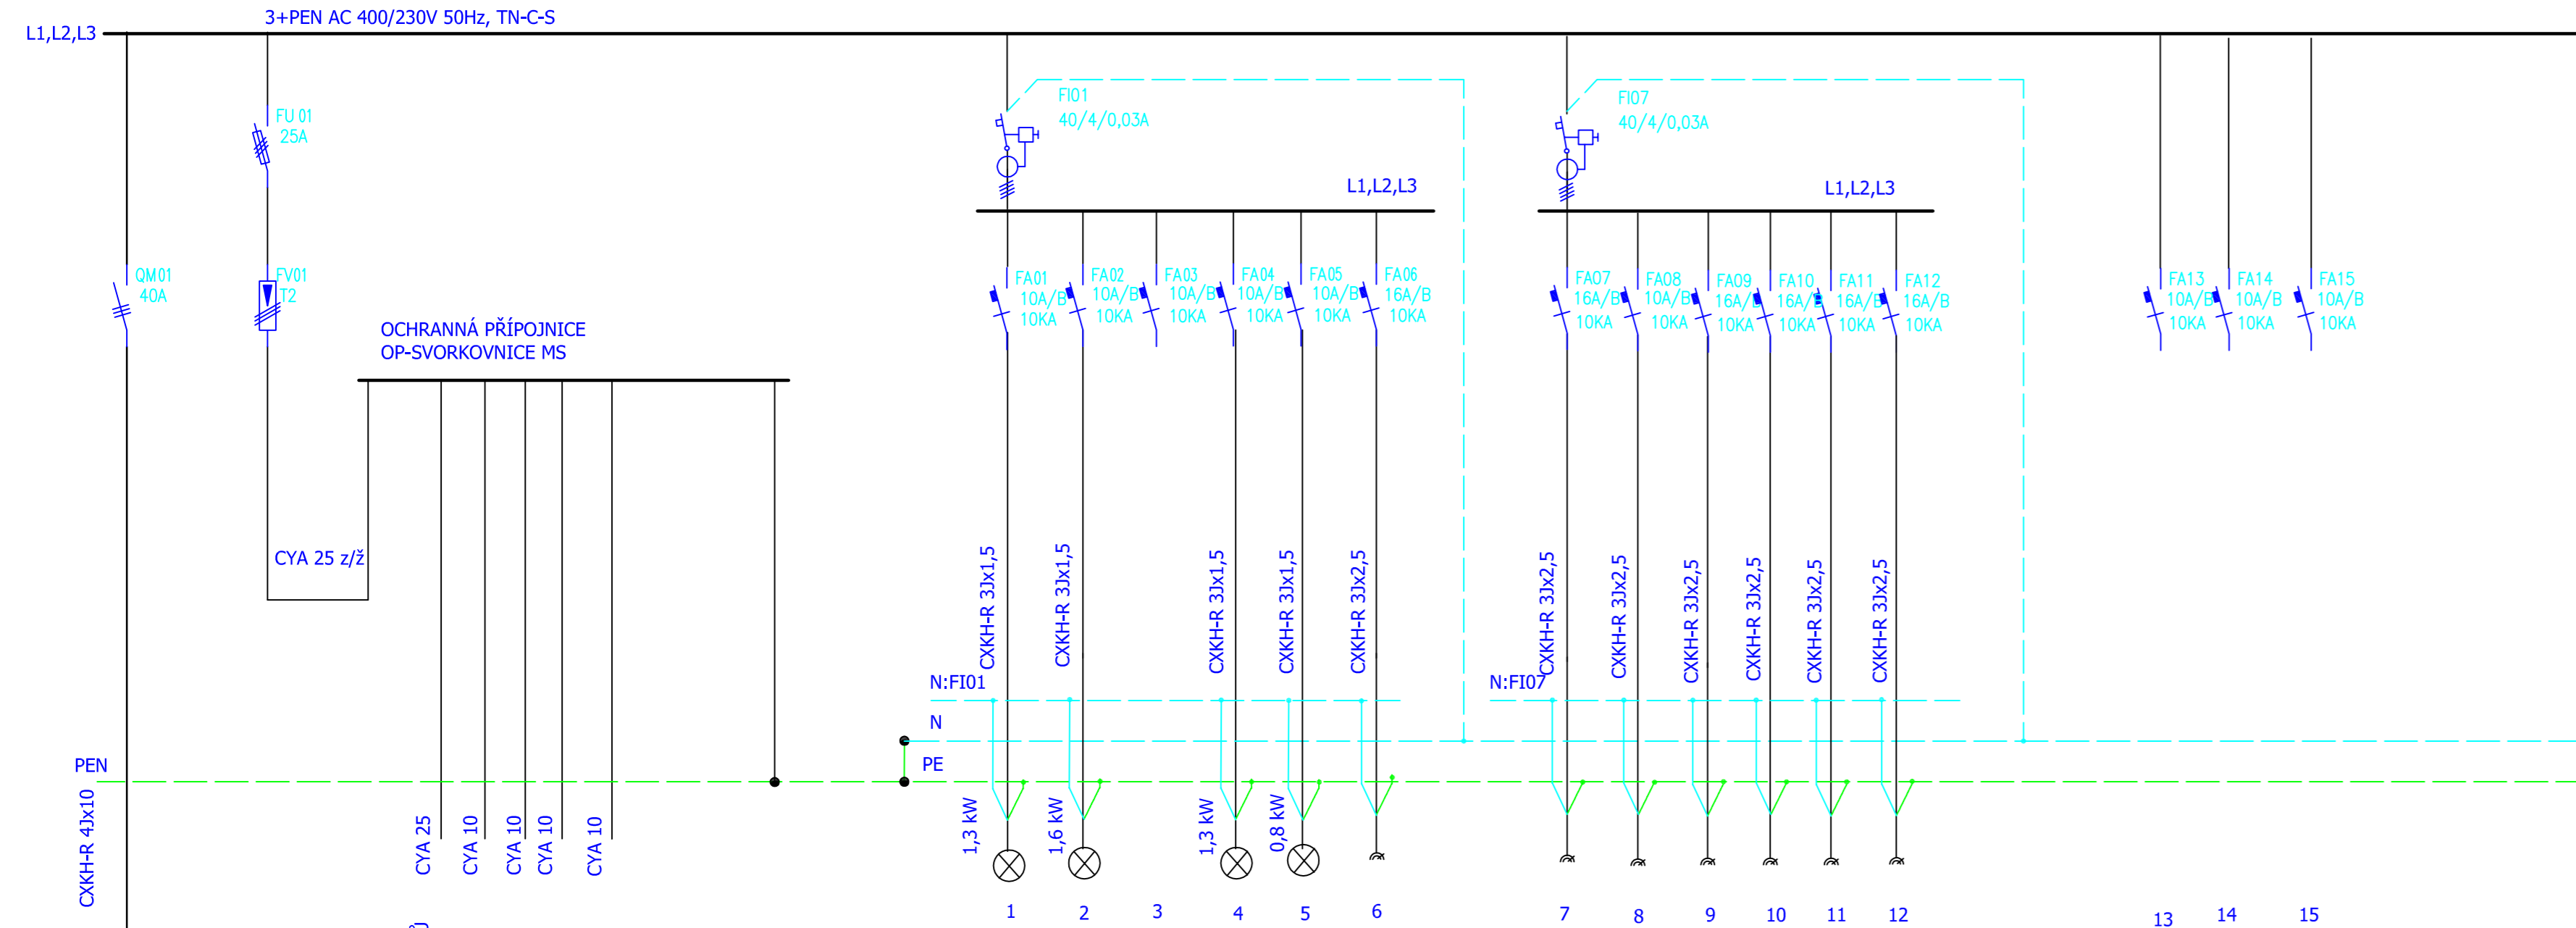 3+PEN AC 400/230V 50Hz, TN-C-S
L1,L2,L3
FU 01
25A
QM01
40A
FV01
T2
OCHRANNÁ PŘÍPOJNICE
OP-SVORKOVNICE MS
CYA 25 z/ž
PEN
CXKH-R 4Jx10
CYA 25
CYA 10
CYA 10
CYA 10
CYA 10
FI01
40/4/0,03A
L1,L2,L3
FA01
10A/B
10KA
FA02
10A/B
10KA
FA03
10A/B
10KA
FA04
10A/B
10KA
FA05
10A/B
10KA
FA06
16A/B
10KA
CXKH-R 3Jx1,5
CXKH-R 3Jx1,5
CXKH-R 3Jx1,5
CXKH-R 3Jx1,5
CXKH-R 3Jx2,5
N:FI01
N
PE
1,3 kW
1,6 kW
1,3 kW
0,8 kW
1
2
3
4
5
6
FI07
40/4/0,03A
L1,L2,L3
FA07
16A/B
10KA
FA08
10A/B
10KA
FA09
16A/B
10KA
FA10
16A/B
10KA
FA11
16A/B
10KA
FA12
16A/B
10KA
CXKH-R 3Jx2,5
CXKH-R 3Jx2,5
CXKH-R 3Jx2,5
CXKH-R 3Jx2,5
CXKH-R 3Jx2,5
CXKH-R 3Jx2,5
N:FI07
7
8
9
10
11
12
FA13
10A/B
10KA
FA14
10A/B
10KA
FA15
10A/B
10KA
13
14
15